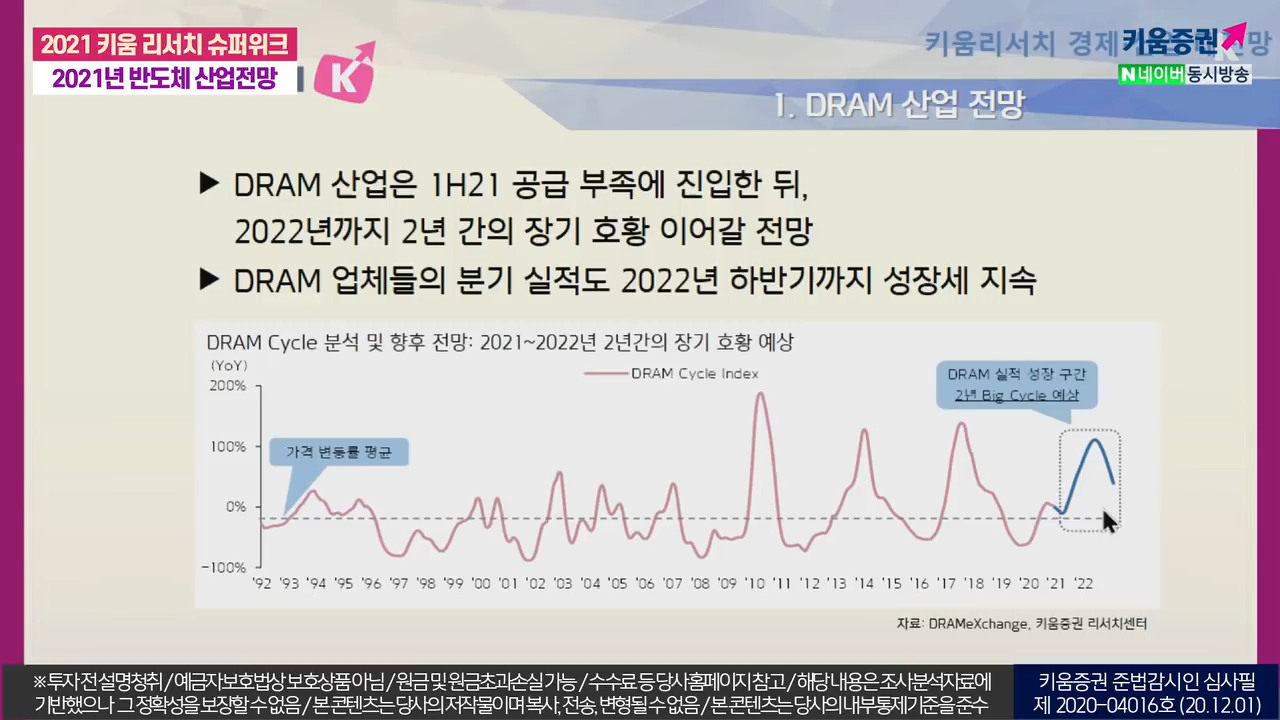 2021 키움 리서치 슈퍼위크
2021년 반도체 산업전망
K
키움리서치 경제
전망
키움증권
N 네이버 동시방송
1. DRAM 산업 전망
▶ DRAM 산업은 1H21 공급 부족에 진입한 뒤,
2022년까지 2년 간의 장기 호황 이어갈 전망
▶ DRAM 업체들의 분기 실적도 2022년 하반기까지 성장세 지속
DRAM Cycle 분석 및 향후 전망: 2021~2022년 2년간의 장기 호황 예상
(YoY)
200%
100%
0%
-100%
DRAM Cycle Index
가격 변동률 평균
DRAM 실적 성장 구간
2년 Big Cycle 예상
'92 '93 '94 '95 '96 '97 '98 '99 '00 '01 '02 '03 '04 '05 '06 '07 '08 '09 '10 '11 '12 '13 '14 '15 '16 '17 '18 '19 '20 '21 '22
자료: DRAMeXchange, 키움증권 리서치센터
※ 투자 전 설명청취 / 예금자보호법상 보호상품 아님 / 원금 및 원금초과손실 가능 / 수수료 등 당사홈페이지 참고 / 해당 내용은 조사분석자료에
기반했으나 그 정확성을 보장할 수 없음 / 본 콘텐츠는 당사의 저작물이며 복사, 전송, 변형될 수 없음 / 본 콘텐츠는 당사의 내부통제기준을 준수
키움증권 준법감시인 심사필
제 2020-04016호 (20.12.01)